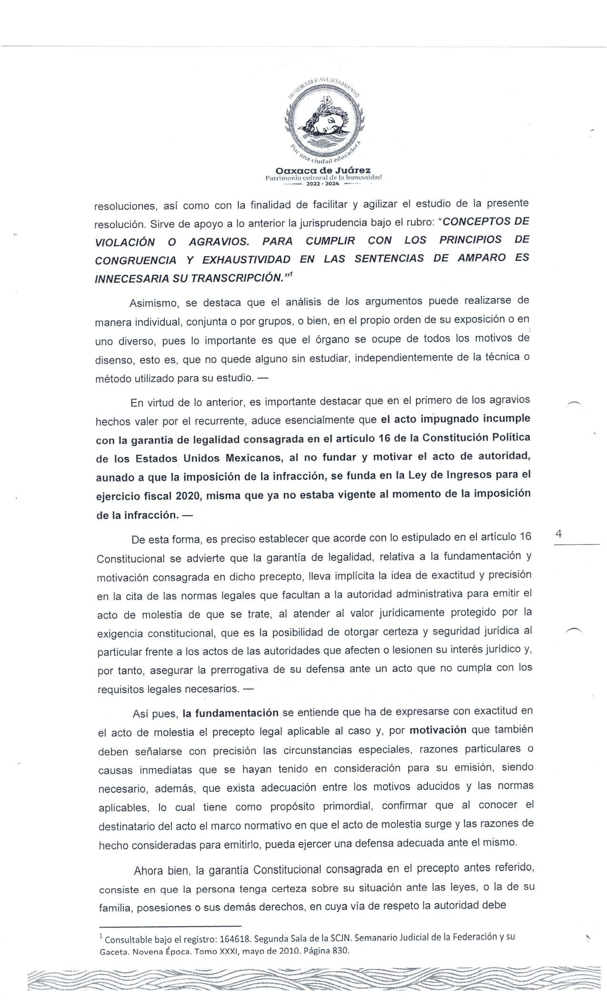 HONORABLE AYUNTAMIENTO
Por una ciudad educadora
Oaxaca de Juárez
Patrimonio cultural de la humanidad
2022 - 2024
resoluciones, así como con la finalidad de facilitar y agilizar el estudio de la presente
resolución. Sirve de apoyo a lo anterior la jurisprudencia bajo el rubro: “CONCEPTOS DE
VIOLACIÓN O AGRAVIOS. PARA CUMPLIR CON LOS PRINCIPIOS DE
CONGRUENCIA Y EXHAUSTIVIDAD EN LAS SENTENCIAS DE AMPARO ES
INNECESARIA SU TRANSCRIPCIÓN.”¹
Asimismo, se destaca que el análisis de los argumentos puede realizarse de
manera individual, conjunta o por grupos, o bien, en el propio orden de su exposición o en
uno diverso, pues lo importante es que el órgano se ocupe de todos los motivos de
disenso, esto es, que no quede alguno sin estudiar, independientemente de la técnica o
método utilizado para su estudio. —
En virtud de lo anterior, es importante destacar que en el primero de los agravios
hechos valer por el recurrente, aduce esencialmente que el acto impugnado incumple
con la garantía de legalidad consagrada en el artículo 16 de la Constitución Política
de los Estados Unidos Mexicanos, al no fundar y motivar el acto de autoridad,
aunado a que la imposición de la infracción, se funda en la Ley de Ingresos para el
ejercicio fiscal 2020, misma que ya no estaba vigente al momento de la imposición
de la infracción. —
4
De esta forma, es preciso establecer que acorde con lo estipulado en el artículo 16
Constitucional se advierte que la garantía de legalidad, relativa a la fundamentación y
motivación consagrada en dicho precepto, lleva implícita la idea de exactitud y precisión
en la cita de las normas legales que facultan a la autoridad administrativa para emitir el
acto de molestia de que se trate, al atender al valor jurídicamente protegido por la
exigencia constitucional, que es la posibilidad de otorgar certeza y seguridad jurídica al
particular frente a los actos de las autoridades que afecten o lesionen su interés jurídico y,
por tanto, asegurar la prerrogativa de su defensa ante un acto que no cumpla con los
requisitos legales necesarios. —
Así pues, la fundamentación se entiende que ha de expresarse con exactitud en
el acto de molestia el precepto legal aplicable al caso y, por motivación que también
deben señalarse con precisión las circunstancias especiales, razones particulares o
causas inmediatas que se hayan tenido en consideración para su emisión, siendo
necesario, además, que exista adecuación entre los motivos aducidos y las normas
aplicables, lo cual tiene como propósito primordial, confirmar que al conocer el
destinatario del acto el marco normativo en que el acto de molestia surge y las razones de
hecho consideradas para emitirlo, pueda ejercer una defensa adecuada ante el mismo.
Ahora bien, la garantía Constitucional consagrada en el precepto antes referido,
consiste en que la persona tenga certeza sobre su situación ante las leyes, o la de su
familia, posesiones o sus demás derechos, en cuya vía de respeto la autoridad debe
¹ Consultable bajo el registro: 164618. Segunda Sala de la SCJN. Semanario Judicial de la Federación y su
Gaceta. Novena Época. Tomo XXXI, mayo de 2010. Página 830.